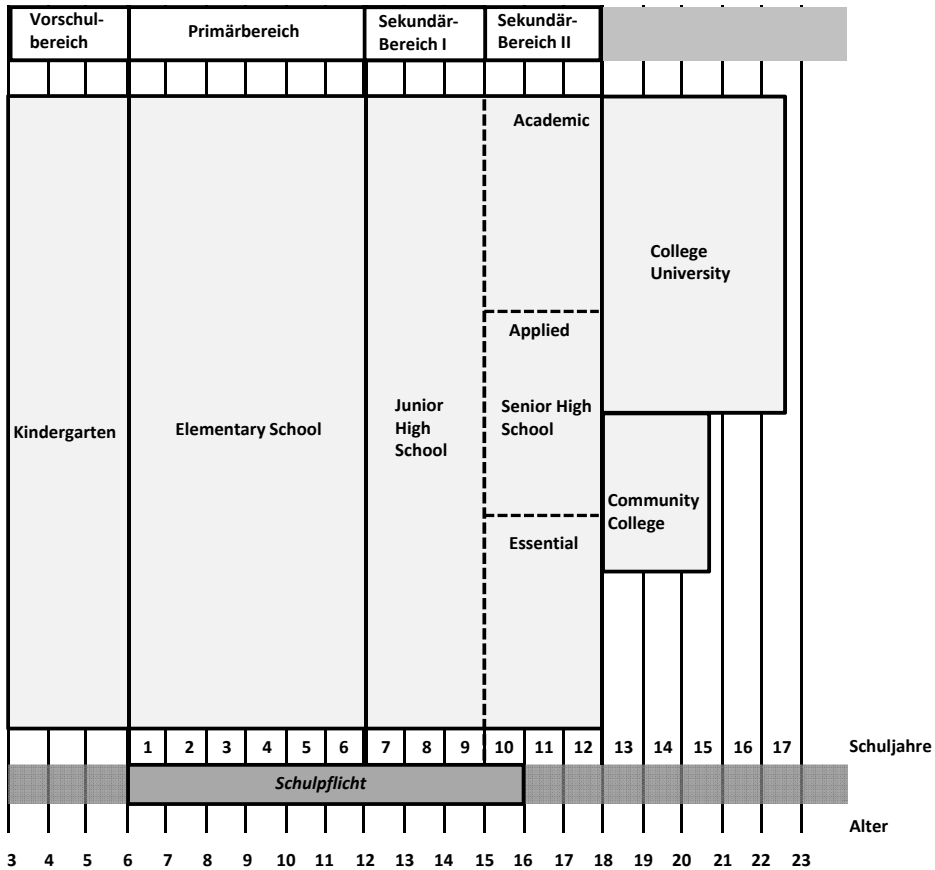 Vorschul-
bereich
Primärbereich
Sekundär-
Bereich I
Sekundär-
Bereich II
Academic
College
University
Applied
Kindergarten
Elementary School
Junior
High
School
Senior High
School
Community
College
Essential
1 2 3 4 5 6 7 8 9 10 11 12 13 14 15 16 17 Schuljahre
Schulpflicht
Alter
3 4 5 6 7 8 9 10 11 12 13 14 15 16 17 18 19 20 21 22 23